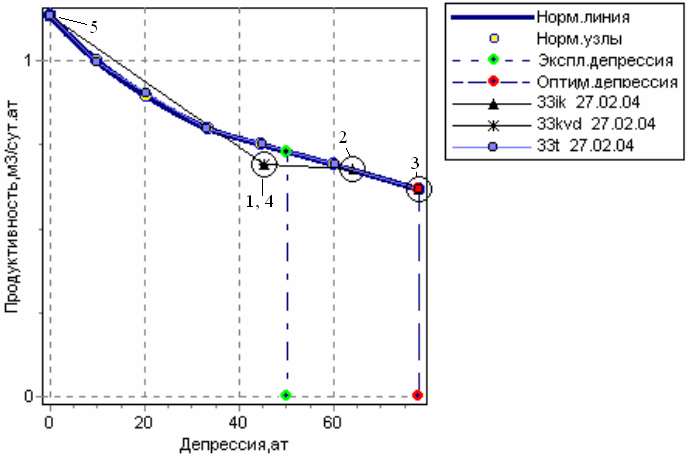 Продуктивность,м3/сут.ат
1
0
5
2
3
1, 4
0
20
40
60
Депрессия,ат
Норм.линия
Норм.узлы
Экспл.депрессия
Оптим.депрессия
33ik 27.02.04
33kvd 27.02.04
33t 27.02.04